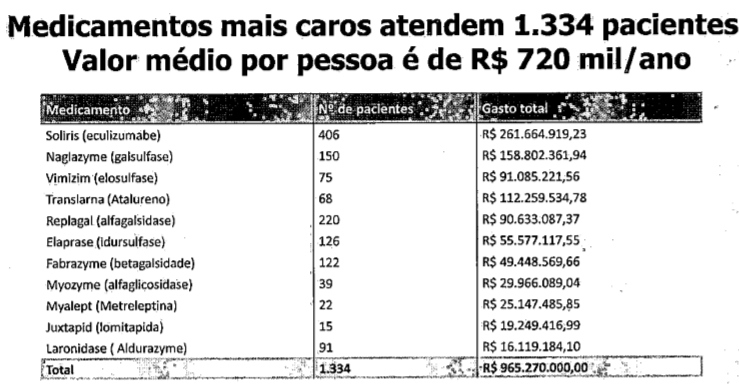 Medicamentos mais caros atendem 1.334 pacientes
Valor médio por pessoa é de R$ 720 mil/ano
Medicamento Nº de pacientes Gasto total
Soliris (eculizumabe) 406 R$ 261.664.919,23
Naglazyme (galsulfase) 150 R$ 158.802.361,94
Vimizim (elosulfase) 75 R$ 91.085.221,56
Translarna (Atalureno) 68 R$ 112.259.534,78
Replagal (alfagalsidase) 220 R$ 90.633.087,37
Elaprase (Idursulfase) 126 R$ 55.577.117,55
Fabrazyme (betagalsidade) 122 R$ 49.448.569,66
Myozyme (alfaglicosidase) 39 R$ 29.966.089,04
Myalept (Metreleptina) 22 R$ 25.147.485,85
Juxtapid (lomitapida) 15 R$ 19.249.416,99
Laronidase ( Aldurazyme) 91 R$ 16.119.184,10
Total 1.334 R$ 965.270.000,00